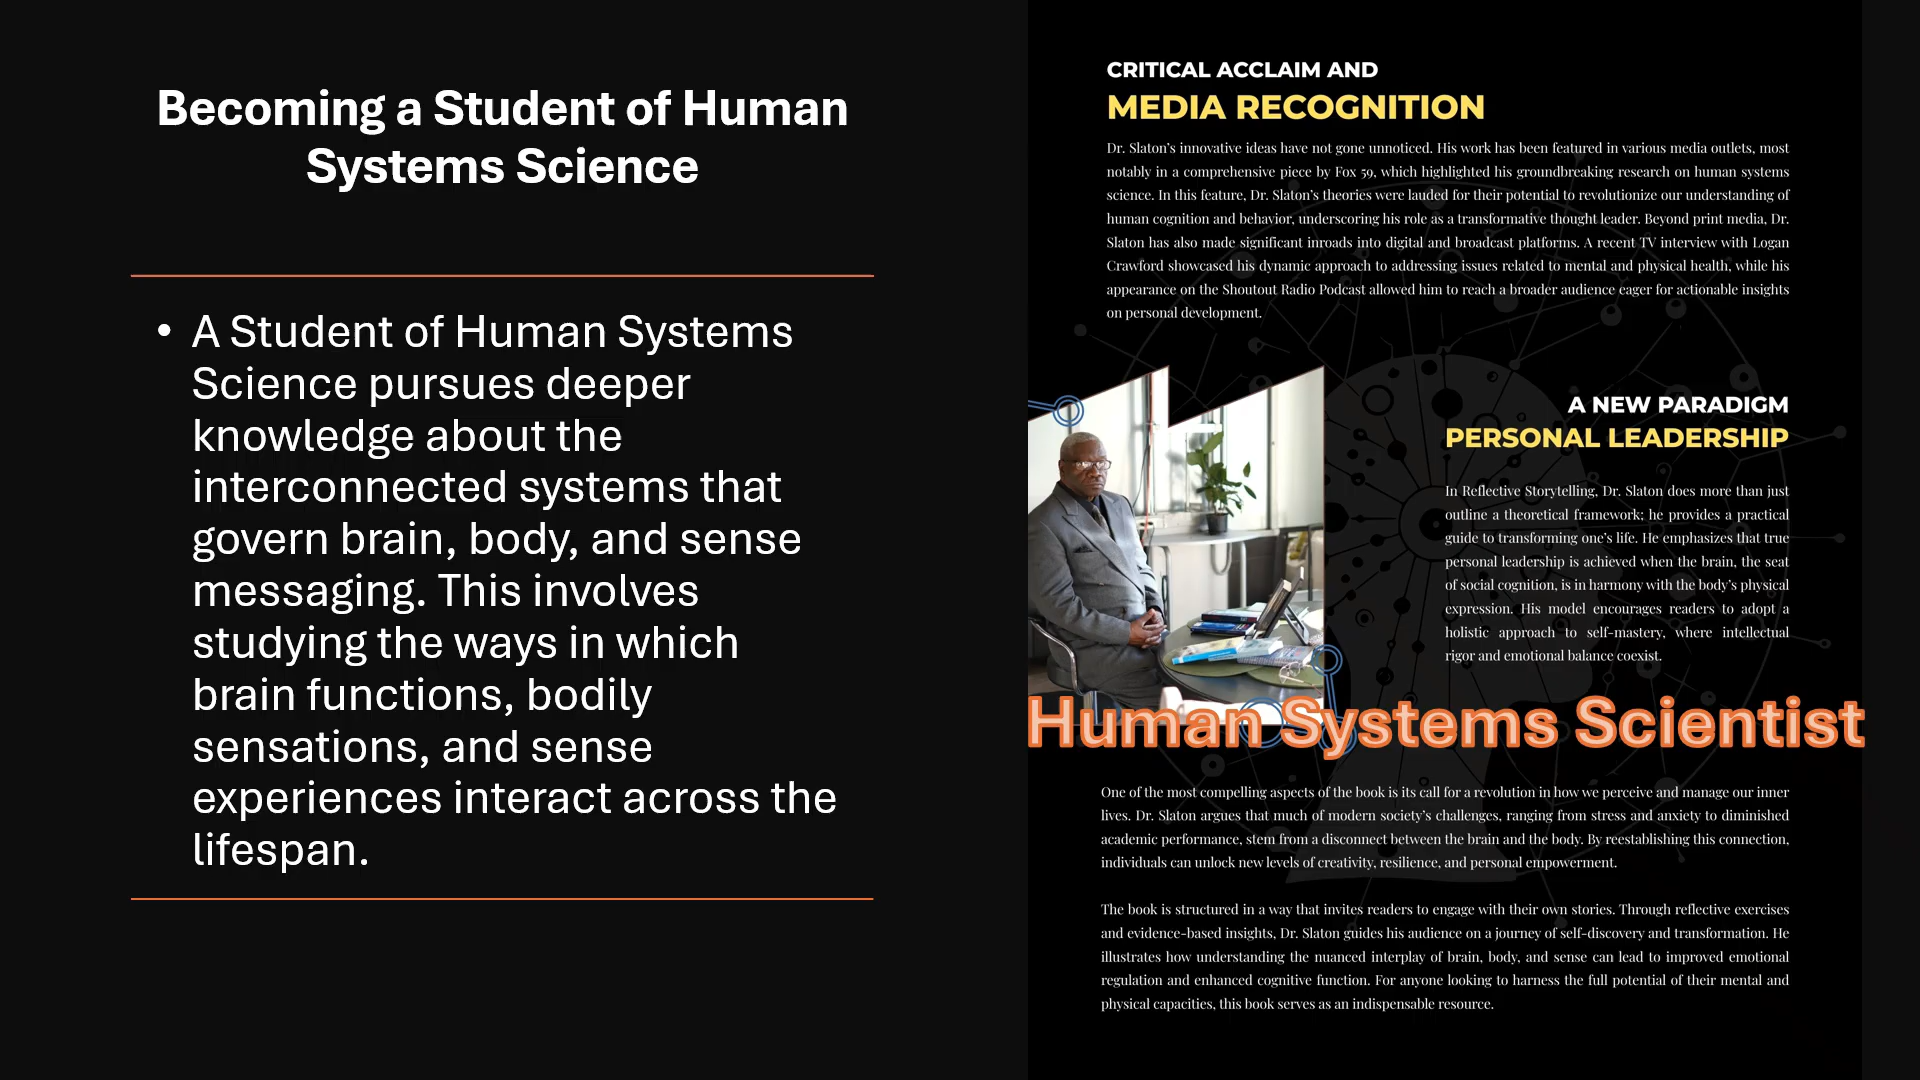 Becoming a Student of Human
Systems Science
• A Student of Human Systems
Science pursues deeper
knowledge about the
interconnected systems that
govern brain, body, and sense
messaging. This involves
studying the ways in which
brain functions, bodily
sensations, and sense
experiences interact across the
lifespan.
CRITICAL ACCLAIM AND
MEDIA RECOGNITION
Dr. Slaton’s innovative ideas have not gone unnoticed. His work has been featured in various media outlets, most
notably in a comprehensive piece by Fox 59, which highlighted his groundbreaking research on human systems
science. In this feature, Dr. Slaton’s theories were lauded for their potential to revolutionize our understanding of
human cognition and behavior, underscoring his role as a transformative thought leader. Beyond print media, Dr.
Slaton has also made significant inroads into digital and broadcast platforms. A recent TV interview with Logan
Crawford showcased his dynamic approach to addressing issues related to mental and physical health, while his
appearance on the Shoutout Radio Podcast allowed him to reach a broader audience eager for actionable insights
on personal development.
A NEW PARADIGM
PERSONAL LEADERSHIP
In Reflective Storytelling, Dr. Slaton does more than just
outline a theoretical framework; he provides a practical
guide to transforming one’s life. He emphasizes that true
personal leadership is achieved when the brain, the seat
of social cognition, is in harmony with the body’s physical
expression. His model encourages readers to adopt a
holistic approach to self-mastery, where intellectual
rigor and emotional balance coexist.
Human Systems Scientist
One of the most compelling aspects of the book is its call for a revolution in how we perceive and manage our inner
lives. Dr. Slaton argues that much of modern society’s challenges, ranging from stress and anxiety to diminished
academic performance, stem from a disconnect between the brain and the body. By reestablishing this connection,
individuals can unlock new levels of creativity, resilience, and personal empowerment.
The book is structured in a way that invites readers to engage with their own stories. Through reflective exercises
and evidence-based insights, Dr. Slaton guides his audience on a journey of self-discovery and transformation. He
illustrates how understanding the nuanced interplay of brain, body, and sense can lead to improved emotional
regulation and enhanced cognitive function. For anyone looking to harness the full potential of their mental and
physical capacities, this book serves as an indispensable resource.